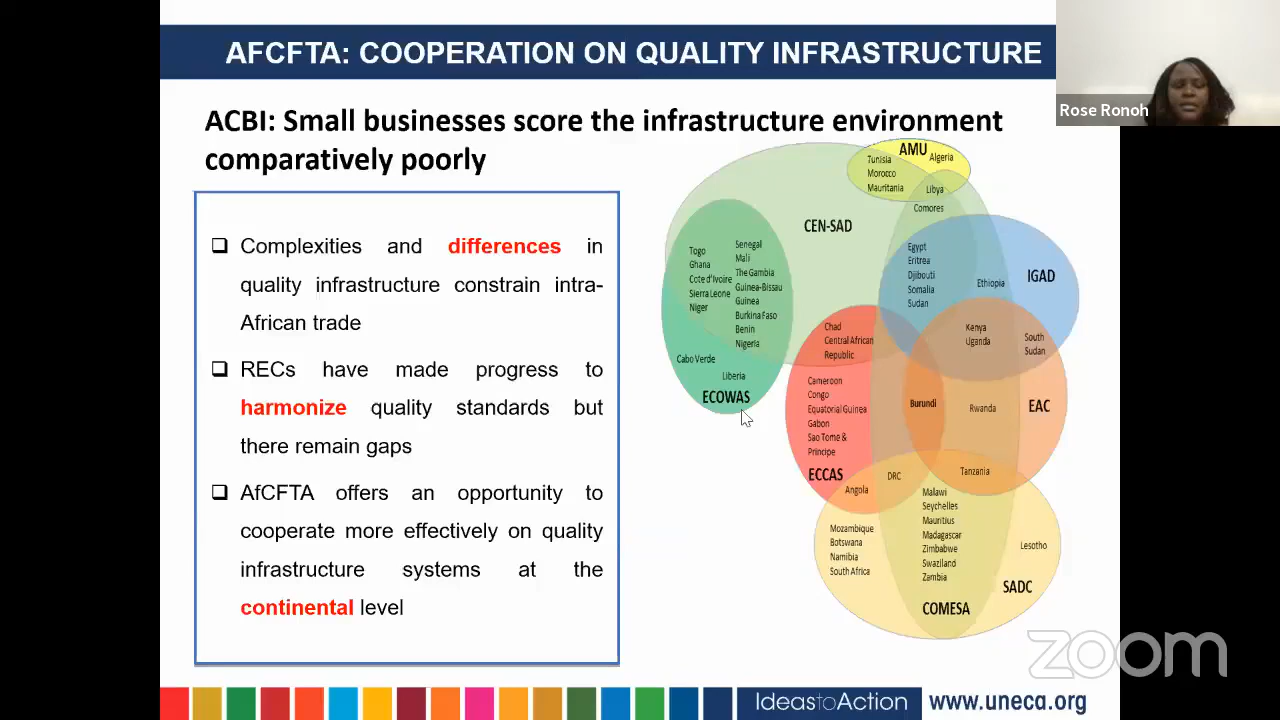 AFCFTA: COOPERATION ON QUALITY INFRASTRUCTURE
Rose Ronoh
ACBI: Small businesses score the infrastructure environment
comparatively poorly
Complexities and differences in
quality infrastructure constrain intra-
African trade
RECs have made progress to
harmonize quality standards but
there remain gaps
AfCFTA offers an opportunity to
cooperate more effectively on quality
infrastructure systems at the
continental level
AMU
Tunisia
Morocco
Mauritania
Algeria
Libya
Comores
CEN-SAD
Togo
Ghana
Cote d'Ivoire
Sierra Leone
Niger
Senegal
Mali
The Gambia
Guinea-Bissau
Guinea
Burkina Faso
Benin
Nigeria
Cabo Verde
Liberia
ECOWAS
Egypt
Eritrea
Djibouti
Somalia
Sudan
Ethiopia
IGAD
Chad
Central African
Republic
Kenya
Uganda
South
Sudan
Cameroon
Congo
Equatorial Guinea
Gabon
Sao Tome &
Principe
ECCAS
Burundi
Rwanda
EAC
Angola
DRC
Tanzania
Mozambique
Botswana
Namibia
South Africa
Malawi
Seychelles
Mauritius
Madagascar
Zimbabwe
Swaziland
Zambia
Lesotho
SADC
COMESA
zoom
IdeastoAction
www.uneca.org